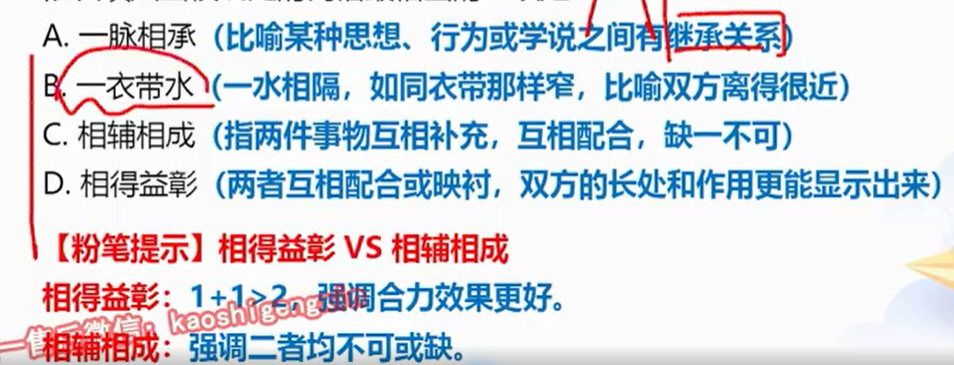 A. 一脉相承（比喻某种思想、行为或学说之间有继承关系）
B. 一衣带水（一水相隔，如同衣带那样窄，比喻双方离得很近）
C. 相辅相成（指两件事物互相补充，互相配合，缺一不可）
D. 相得益彰（两者互相配合或映衬，双方的长处和作用更能显示出来）
【粉笔提示】相得益彰 VS 相辅相成
相得益彰：1+1>2，强调合力效果更好。
相辅相成：强调二者均不可或缺。